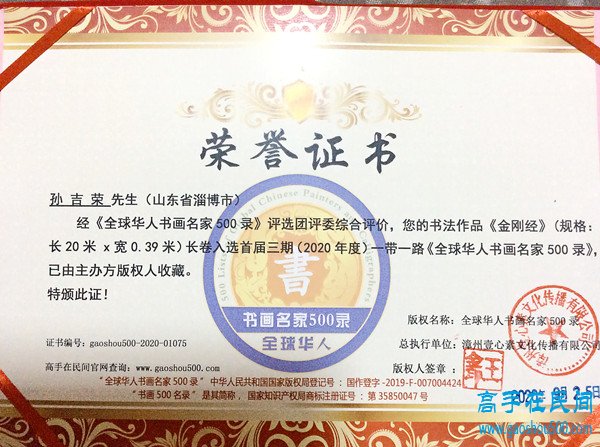 荣誉证书
孙吉荣 先生（山东省淄博市）
经《全球华人书画名家500录》评选团评委综合评价，您的书法作品《金刚经》（规格：
长20米 x 宽0.39米）长卷入选首届三期（2020年度）一带一路《全球华人书画名家500录》，
已由主办方版权人收藏。
特颁此证！
書
书画名家500录
全球华人
版权名称：全球华人书画名家500录
证书编号：gaoshou500-2020-01075
总执行单位：漳州壹心素文化传播有限公司
高手在民间官网查询：www.gaoshou500.com
版权人签章：
“全球华人书画名家500录”中华人民共和国国家版权局登记号：国作登字-2019-F-007004424
“书画500名录”是其简称，国家知识产权局商标注册证：第35850047号
高手在民间
www.gaoshou500.com